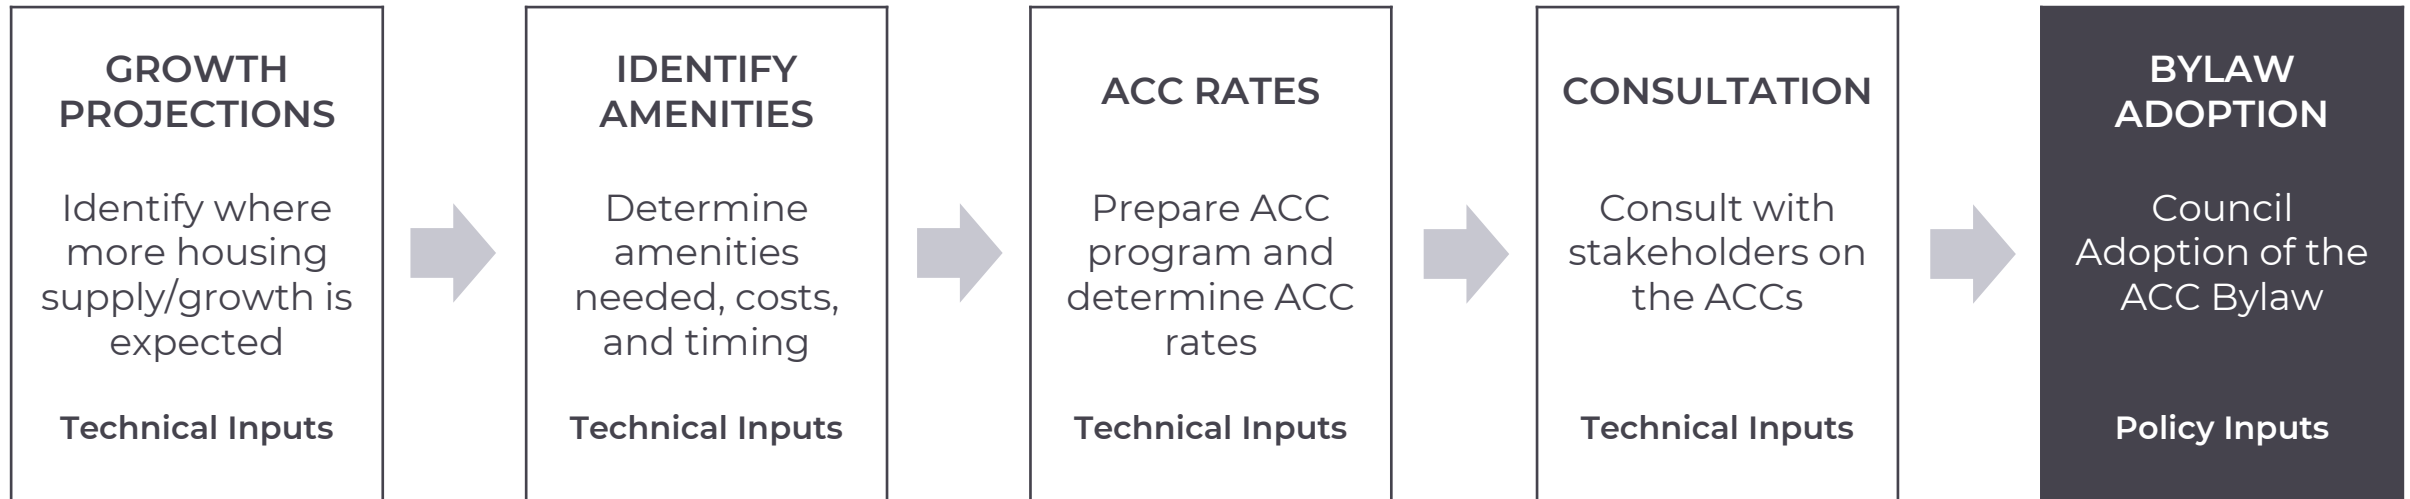 GROWTH
PROJECTIONS
Identify where
more housing
supply/growth is
expected
Technical Inputs
IDENTIFY
AMENITIES
Determine
amenities
needed, costs,
and timing
Technical Inputs
ACC RATES
Prepare ACC
program and
determine ACC
rates
Technical Inputs
CONSULTATION
Consult with
stakeholders on
the ACCs
Technical Inputs
BYLAW
ADOPTION
Council
Adoption of the
ACC Bylaw
Policy Inputs